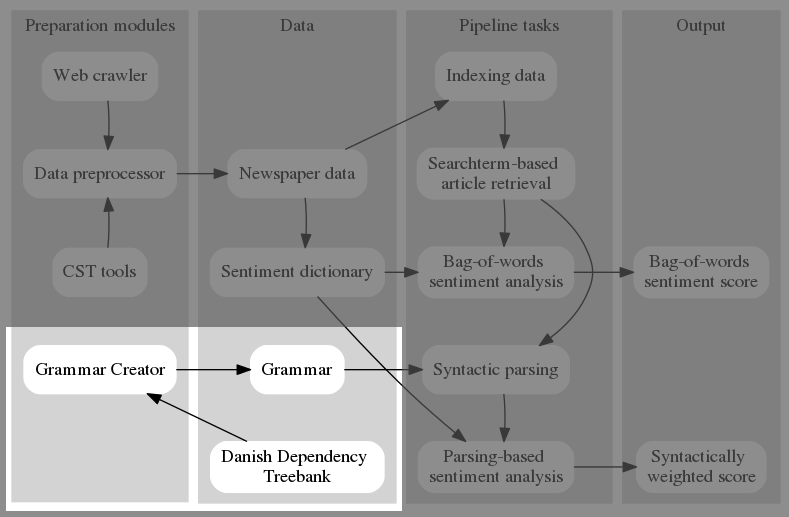 Preparation modules
Data
Pipeline tasks
Output
Web crawler
Indexing data
Data preprocessor
Newspaper data
Searchterm-based
article retrieval
CST tools
Sentiment dictionary
Bag-of-words
sentiment analysis
Bag-of-words
sentiment score
Grammar Creator
Grammar
Syntactic parsing
Danish Dependency
Treebank
Parsing-based
sentiment analysis
Syntactically
weighted score